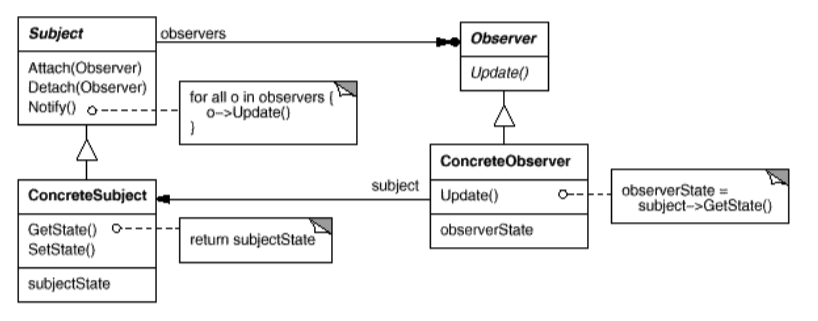 Subject
observers
Observer
Attach(Observer)
Detach(Observer)
Notify()
for all o in observers {
o->Update()
}
Update()
ConcreteObserver
ConcreteSubject
subject
Update()
observerState =
subject->GetState()
GetState()
SetState()
return subjectState
observerState
subjectState